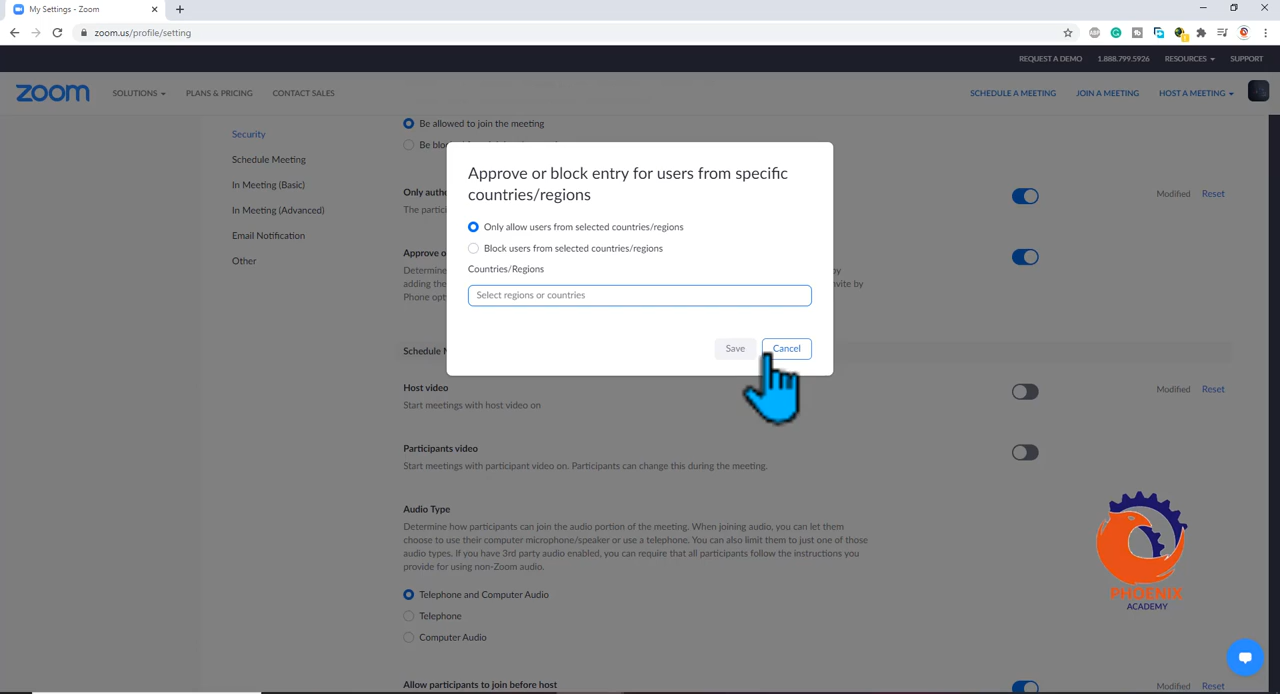 My Settings - Zoom
zoom.us/profile/setting
REQUEST A DEMO 1.888.799.5926 RESOURCES SUPPORT
zoom SOLUTIONS PLANS & PRICING CONTACT SALES SCHEDULE A MEETING JOIN A MEETING HOST A MEETING
Security
Schedule Meeting
In Meeting (Basic)
In Meeting (Advanced)
Email Notification
Other
Be allowed to join the meeting
Approve or block entry for users from specific
countries/regions
Only allow users from selected countries/regions
Block users from selected countries/regions
Countries/Regions
Select regions or countries
Save Cancel
Only
Modified Reset
The
Approve
Determine by
adding the vite by
Phone
Schedule
Host video
Modified Reset
Start meetings with host video on
Participants video
Start meetings with participant video on. Participants can change this during the meeting.
Audio Type
Determine how participants can join the audio portion of the meeting. When joining audio, you can let them
choose to use their computer microphone/speaker or use a telephone. You can also limit them to just one of those
audio types. If you have 3rd party audio enabled, you can require that all participants follow the instructions you
provide for using non-Zoom audio.
Telephone and Computer Audio
Telephone
Computer Audio
Allow participants to join before host
Modified Reset
PHOENIX
ACADEMY